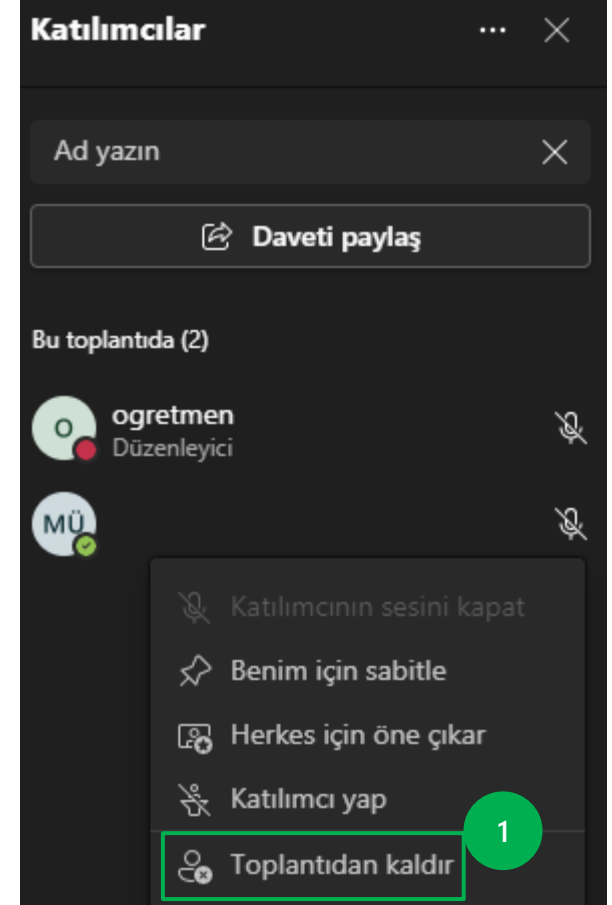 Katılımcılar
Ad yazın
Daveti paylaş
Bu toplantıda (2)
O
ogretmen
Düzenleyici
MÜ
Katılımcının sesini kapat
Benim için sabitle
Herkes için öne çıkar
Katılımcı yap
1
Toplantıdan kaldır